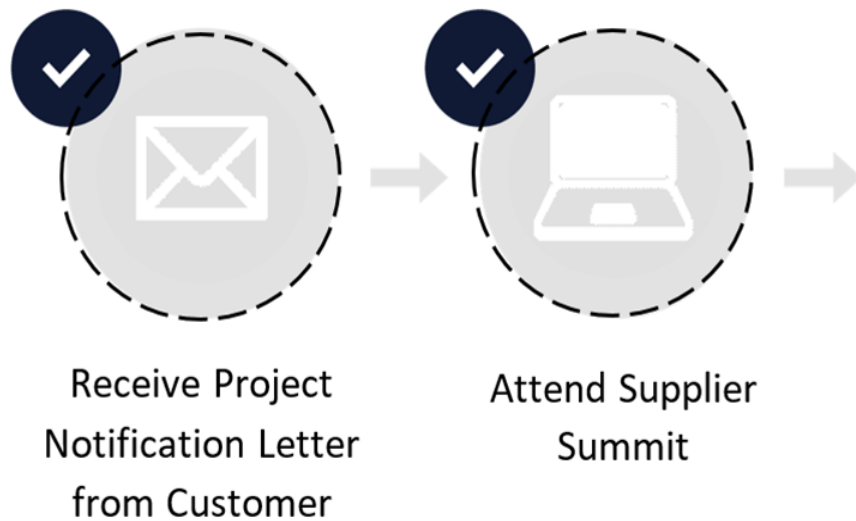 Receive Project
Notification Letter
from Customer
Attend Supplier
Summit